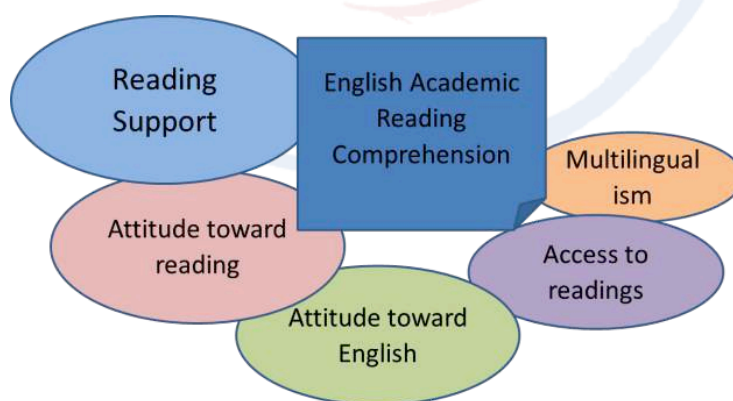 Reading
Support
English Academic
Reading
Comprehension
Multilingual
ism
Attitude toward
reading
Access to
readings
Attitude toward
English